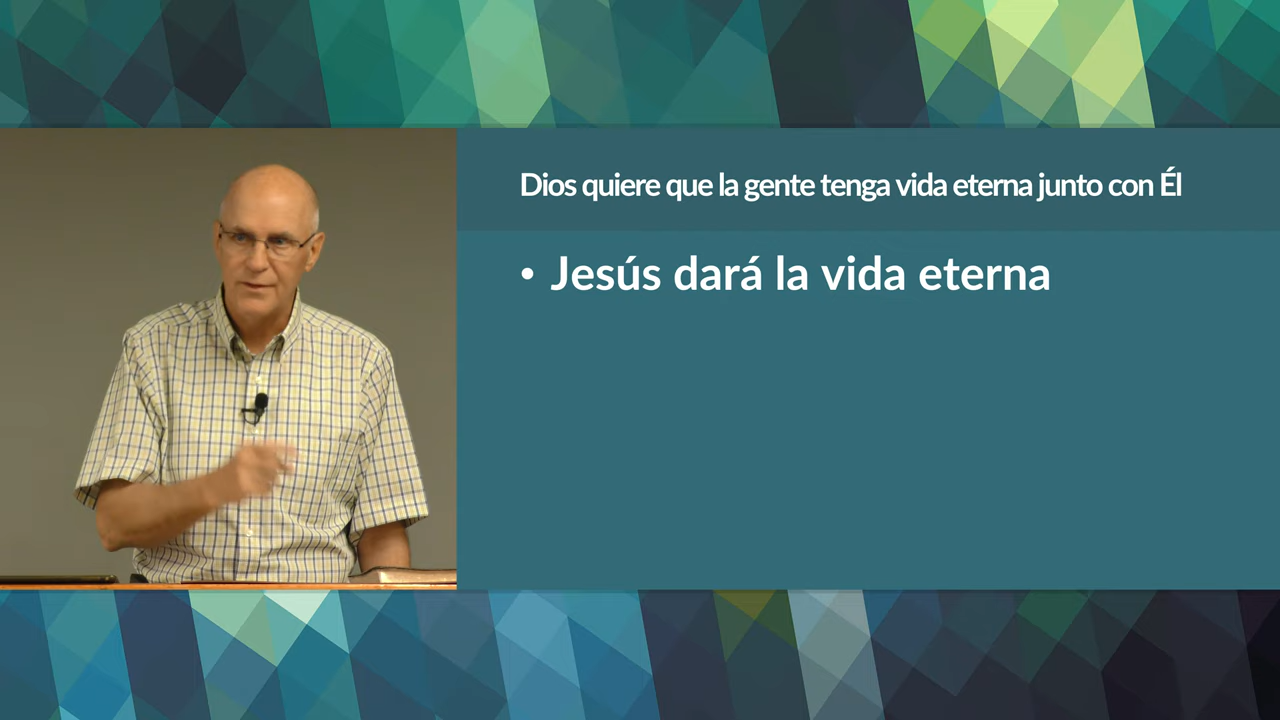 Dios quiere que la gente tenga vida eterna junto con Él
• Jesús dará la vida eterna